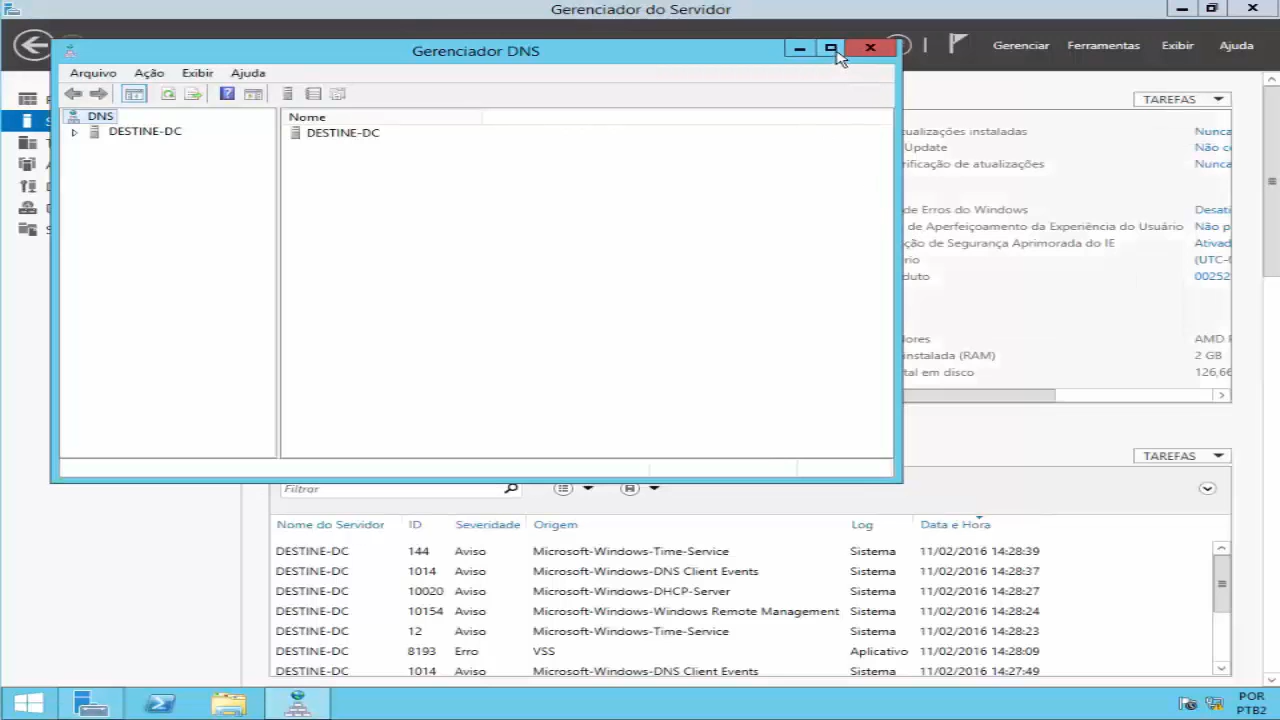 Gerenciador do Servidor
Gerenciar Ferramentas Exibir Ajuda
Gerenciador DNS
Arquivo Ação Exibir Ajuda
DNS
DESTINE-DC
Nome
DESTINE-DC
TAREFAS
tualizações instaladas Nunca
Update Não c
rificação de atualizações Nunca
de Erros do Windows Desati
de Aperfeiçoamento da Experiência do Usuário Não p
ção de Segurança Aprimorada do IE Ativad
rio (UTC-
duto 00252
ores AMD
instalada (RAM) 2 GB
tal em disco 126,66
TAREFAS
Filtrar
Nome do Servidor ID Severidade Origem Log Data e Hora
DESTINE-DC 144 Aviso Microsoft-Windows-Time-Service Sistema 11/02/2016 14:28:39
DESTINE-DC 1014 Aviso Microsoft-Windows-DNS Client Events Sistema 11/02/2016 14:28:37
DESTINE-DC 10020 Aviso Microsoft-Windows-DHCP-Server Sistema 11/02/2016 14:28:27
DESTINE-DC 10154 Aviso Microsoft-Windows-Windows Remote Management Sistema 11/02/2016 14:28:24
DESTINE-DC 12 Aviso Microsoft-Windows-Time-Service Sistema 11/02/2016 14:28:23
DESTINE-DC 8193 Erro VSS Aplicativo 11/02/2016 14:28:09
DESTINE-DC 1014 Aviso Microsoft-Windows-DNS Client Events Sistema 11/02/2016 14:27:49
POR
PTB2